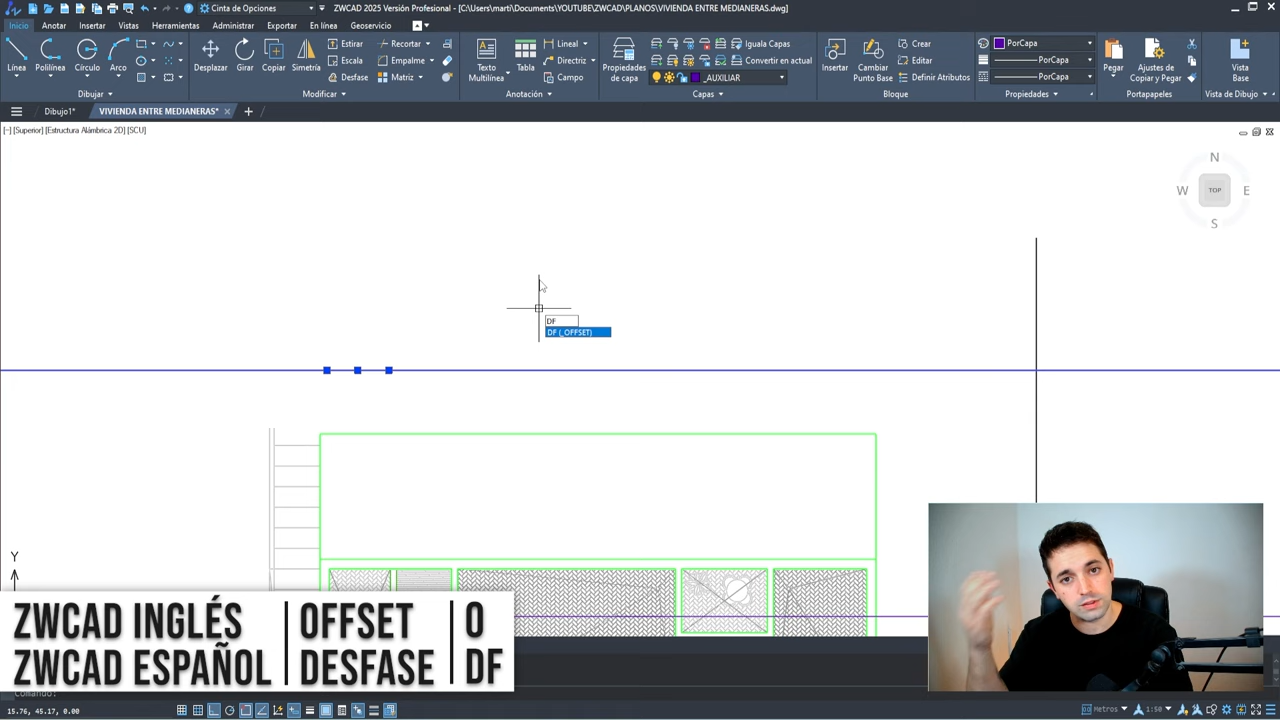 Cinta de Opciones
ZWCAD 2025 Versión Profesional - [C:\Users\marti\Documents\YOUTUBE\ZWCAD\PLANOS\VIVIENDA ENTRE MEDIANERAS.dwg]
Inicio Anotar Insertar Vistas Herramientas Administrar Exportar En línea Geoservicio
Línea Polilínea Círculo Arco
Desplazar Girar Copiar Simetría
Estirar Recortar
Escala Empalme
Desfase Matriz
Texto Multilínea Tabla
Lineal
Directriz
Campo
Propiedades de capa
Iguala Capas
Convertir en actual
_AUXILIAR
Insertar Cambiar Punto Base
Crear
Editar
Definir Atributos
PorCapa
PorCapa
PorCapa
Pegar Ajustes de Copiar y Pegar
Vista Base
Dibujar Modificar Anotación Capas Bloque Propiedades Portapapeles Vista de Dibujo
Dibujo1* VIVIENDA ENTRE MEDIANERAS*
[-] [Superior] [Estructura Alámbrica 2D] [SCU]
N
W TOP E
S
DF
DF (_OFFSET)
Y
ZWCAD INGLÉS OFFSET O
ZWCAD ESPAÑOL DESFASE DF
Comando:
15.76, 45.17, 0.00
Metros 1:50